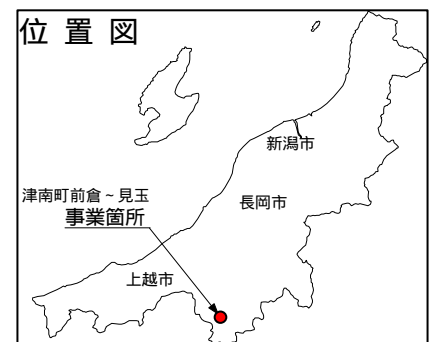 位置図
新潟市
津南町前倉~見玉
長岡市
事業箇所
上越市